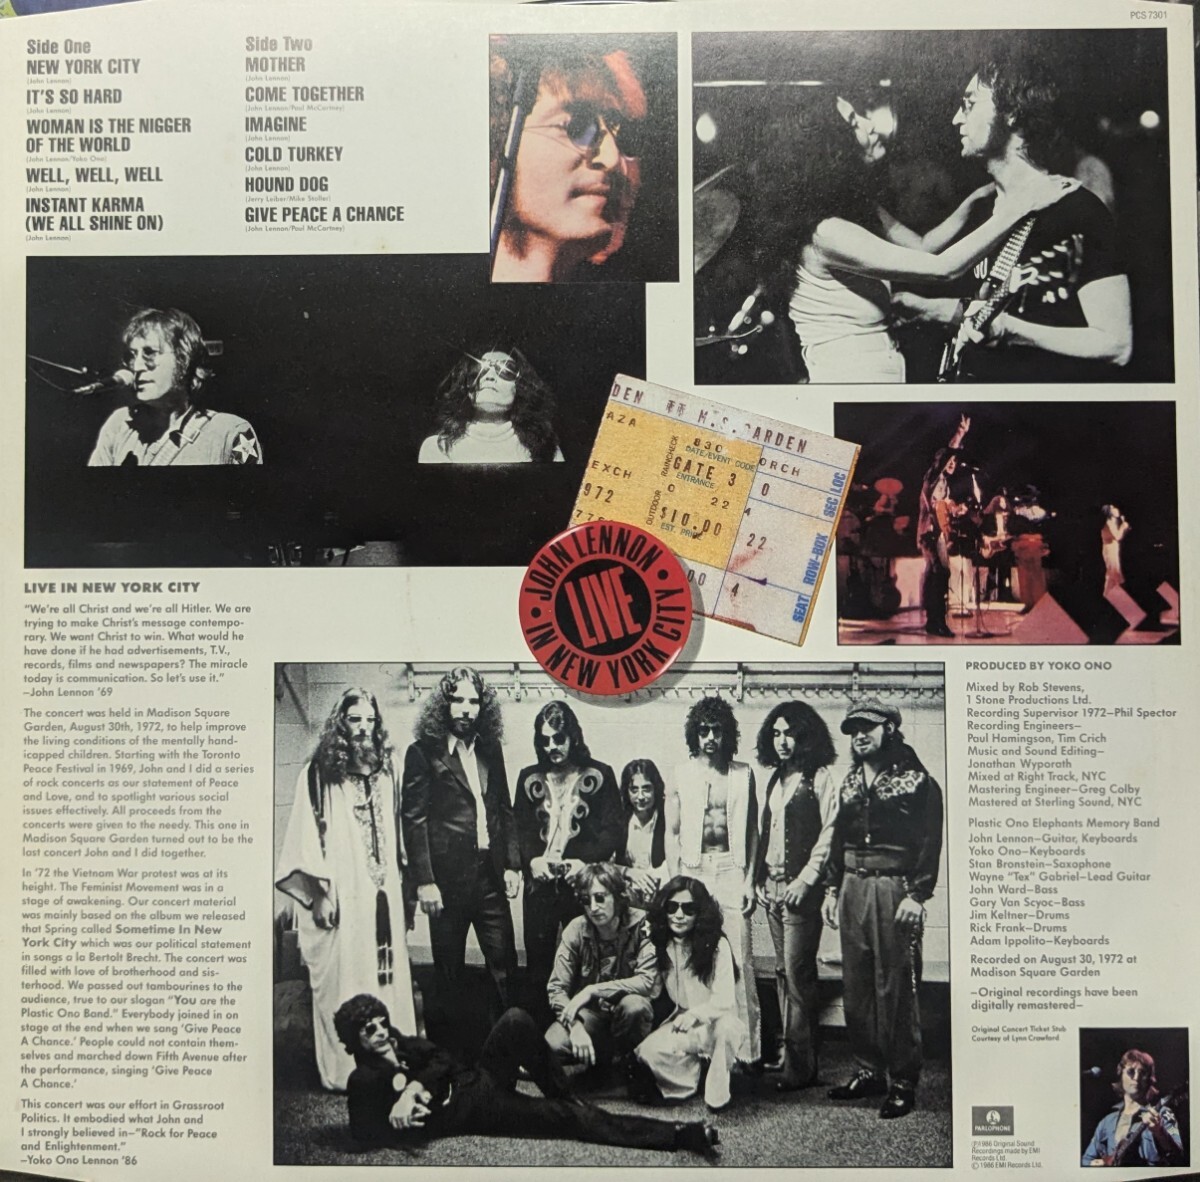 PCS 7301
Side One
NEW YORK CITY
(John Lennon)
IT'S SO HARD
(John Lennon)
WOMAN IS THE NIGGER
OF THE WORLD
(John Lennon/Yoko Ono)
WELL, WELL, WELL
(John Lennon)
INSTANT KARMA
(WE ALL SHINE ON)
(John Lennon)
Side Two
MOTHER
(John Lennon)
COME TOGETHER
(John Lennon/Paul McCartney)
IMAGINE
(John Lennon)
COLD TURKEY
(John Lennon)
HOUND DOG
(Jerry Leiber/Mike Stoller)
GIVE PEACE A CHANCE
(John Lennon/Paul McCartney)
DEN M.S. GARDEN
AZA
830
DATE/EVENT CODE
ORCH
EXCH
RAINCHECK
GATE 3
ENTRANCE
0
SEC LOC
972
OUTDOOR
0 22
4
$10.00
EST. PRICE
22
ROW-BOX
00
4
SEAT
JOHN LENNON
LIVE
IN NEW YORK CITY
LIVE IN NEW YORK CITY
"We're all Christ and we're all Hitler. We are
trying to make Christ's message contempo-
rary. We want Christ to win. What would he
have done if he had advertisements, T.V.,
records, films and newspapers? The miracle
today is communication. So let's use it."
–John Lennon '69
The concert was held in Madison Square
Garden, August 30th, 1972, to help improve
the living conditions of the mentally hand-
icapped children. Starting with the Toronto
Peace Festival in 1969, John and I did a series
of rock concerts as our statement of Peace
and Love, and to spotlight various social
issues effectively. All proceeds from the
concerts were given to the needy. This one in
Madison Square Garden turned out to be the
last concert John and I did together.
In '72 the Vietnam War protest was at its
height. The Feminist Movement was in a
stage of awakening. Our concert material
was mainly based on the album we released
that Spring called Sometime In New
York City which was our political statement
in songs a la Bertolt Brecht. The concert was
filled with love of brotherhood and sis-
terhood. We passed out tambourines to the
audience, true to our slogan "You are the
Plastic Ono Band." Everybody joined in on
stage at the end when we sang 'Give Peace
A Chance.' People could not contain them-
selves and marched down Fifth Avenue after
the performance, singing 'Give Peace
A Chance.'
This concert was our effort in Grassroot
Politics. It embodied what John and
I strongly believed in–"Rock for Peace
and Enlightenment."
–Yoko Ono Lennon '86
PRODUCED BY YOKO ONO
Mixed by Rob Stevens,
1 Stone Productions Ltd.
Recording Supervisor 1972–Phil Spector
Recording Engineers–
Paul Hamingson, Tim Crich
Music and Sound Editing–
Jonathan Wyporath
Mixed at Right Track, NYC
Mastering Engineer–Greg Colby
Mastered at Sterling Sound, NYC
Plastic Ono Elephants Memory Band
John Lennon–Guitar, Keyboards
Yoko Ono–Keyboards
Stan Bronstein–Saxophone
Wayne "Tex" Gabriel–Lead Guitar
John Ward–Bass
Gary Van Scyoc–Bass
Jim Keltner–Drums
Rick Frank–Drums
Adam Ippolito–Keyboards
Recorded on August 30, 1972 at
Madison Square Garden
–Original recordings have been
digitally remastered–
Original Concert Ticket Stub
Courtesy of Lynn Crawford
PARLOPHONE
℗1986 Original Sound
Recordings made by EMI
Records Ltd.
© 1986 EMI Records Ltd.